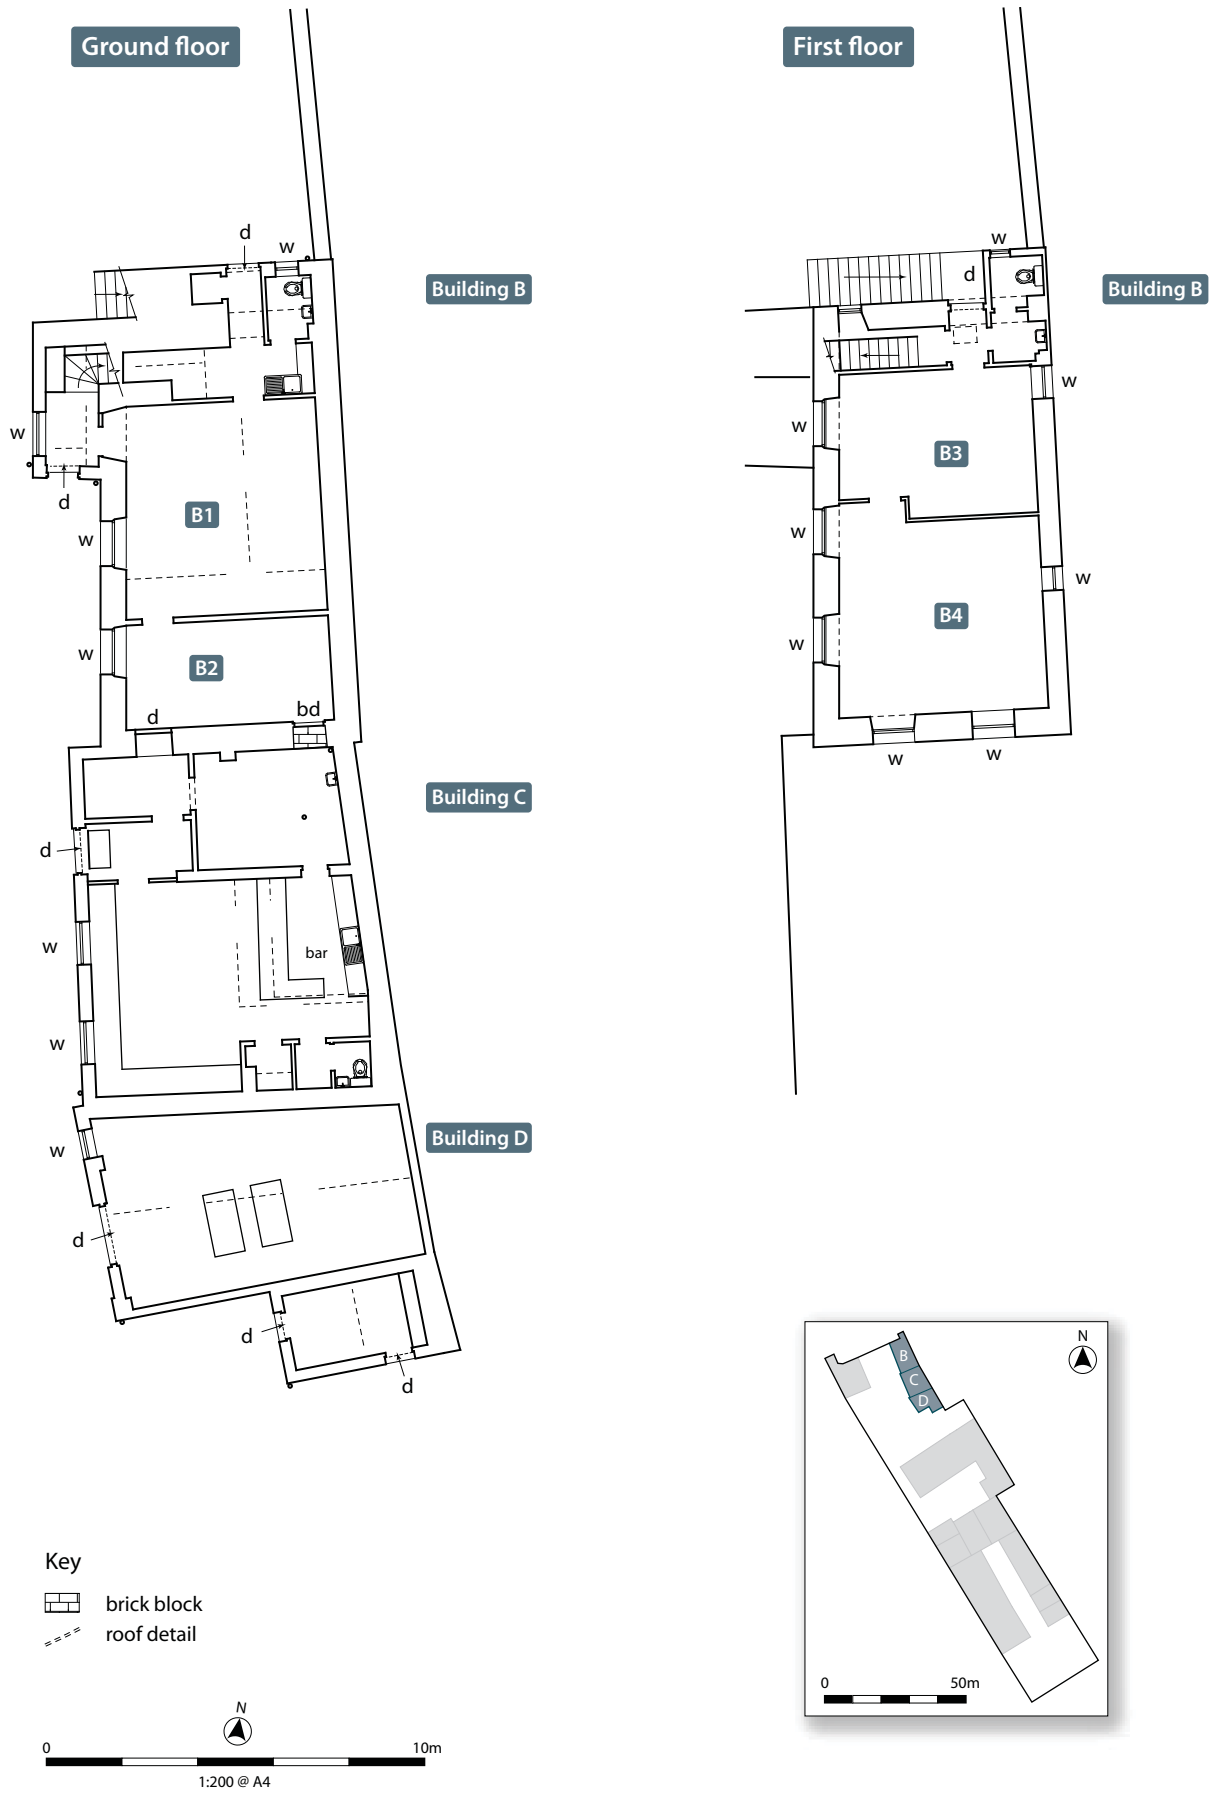 Ground floor
First floor
d
w
w
d
Building B
Building B
w
w
w
B3
d
B1
w
w
w
B4
w
w
B2
d
bd
w
w
Building C
d
w
bar
w
Building D
w
d
d
d
N
B
C
D
0
50m
Key
brick block
roof detail
N
0
10m
1:200 @ A4